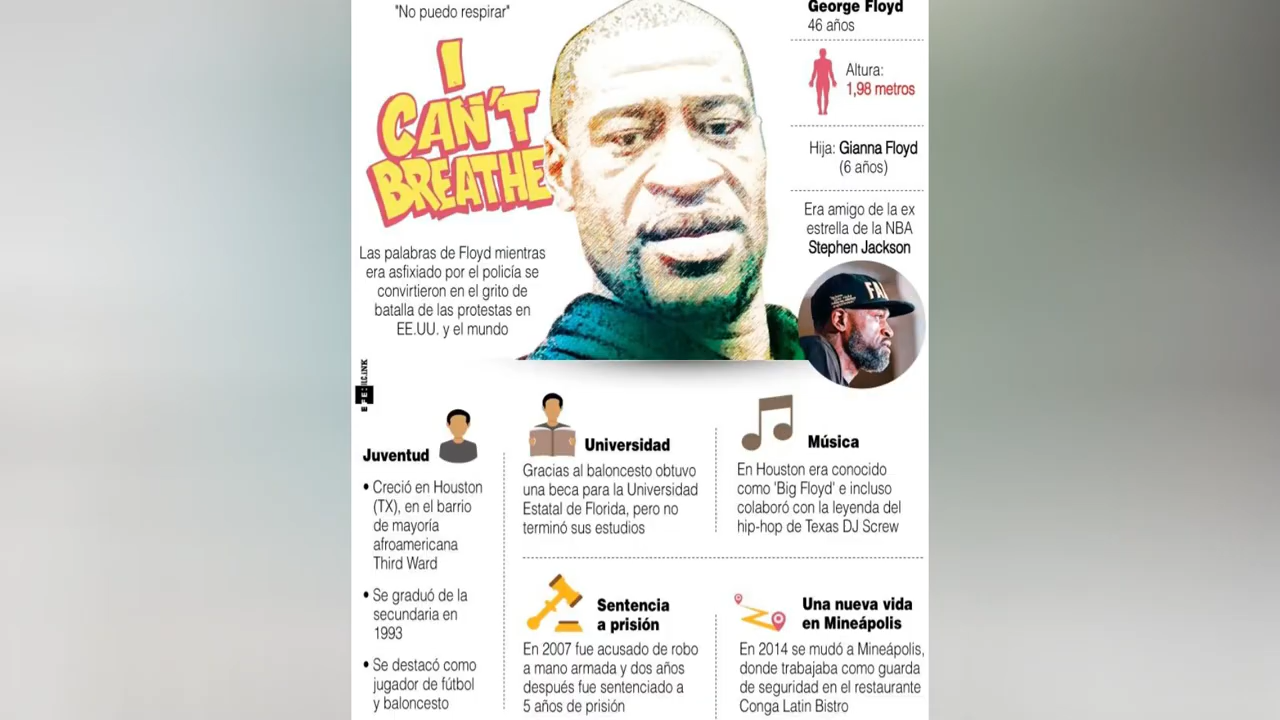 "No puedo respirar"
I
CAN'T
BREATHE
Las palabras de Floyd mientras
era asfixiado por el policía se
convirtieron en el grito de
batalla de las protestas en
EE.UU. y el mundo
George Floyd
46 años
Altura:
1,98 metros
Hija: Gianna Floyd
(6 años)
Era amigo de la ex
estrella de la NBA
Stephen Jackson
Juventud
• Creció en Houston
(TX), en el barrio
de mayoría
afroamericana
Third Ward
• Se graduó de la
secundaria en
1993
• Se destacó como
jugador de fútbol
y baloncesto
Universidad
Gracias al baloncesto obtuvo
una beca para la Universidad
Estatal de Florida, pero no
terminó sus estudios
Música
En Houston era conocido
como 'Big Floyd' e incluso
colaboró con la leyenda del
hip-hop de Texas DJ Screw
Sentencia
a prisión
En 2007 fue acusado de robo
a mano armada y dos años
después fue sentenciado a
5 años de prisión
Una nueva vida
en Mineápolis
En 2014 se mudó a Mineápolis,
donde trabajaba como guarda
de seguridad en el restaurante
Conga Latin Bistro